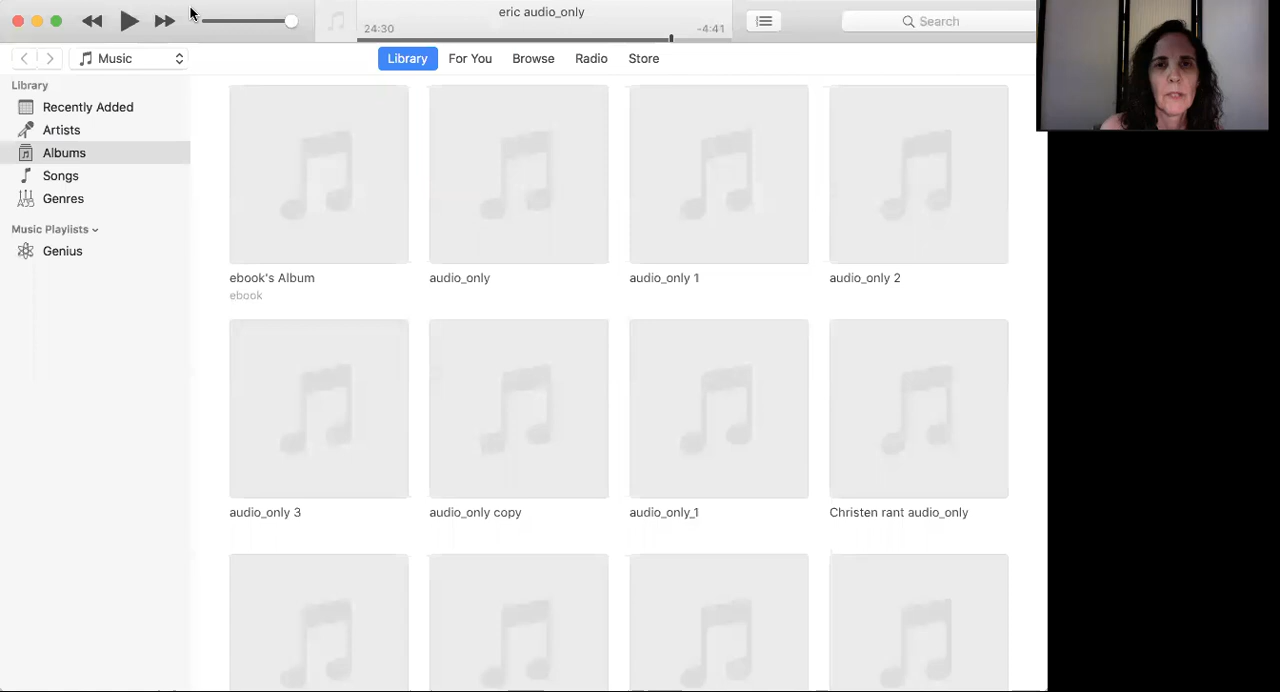 eric audio_only
24:30
-4:41
Search
Music
Library
For You
Browse
Radio
Store
Library
Recently Added
Artists
Albums
Songs
Genres
Music Playlists
Genius
ebook's Album
ebook
audio_only
audio_only 1
audio_only 2
audio_only 3
audio_only copy
audio_only_1
Christen rant audio_only